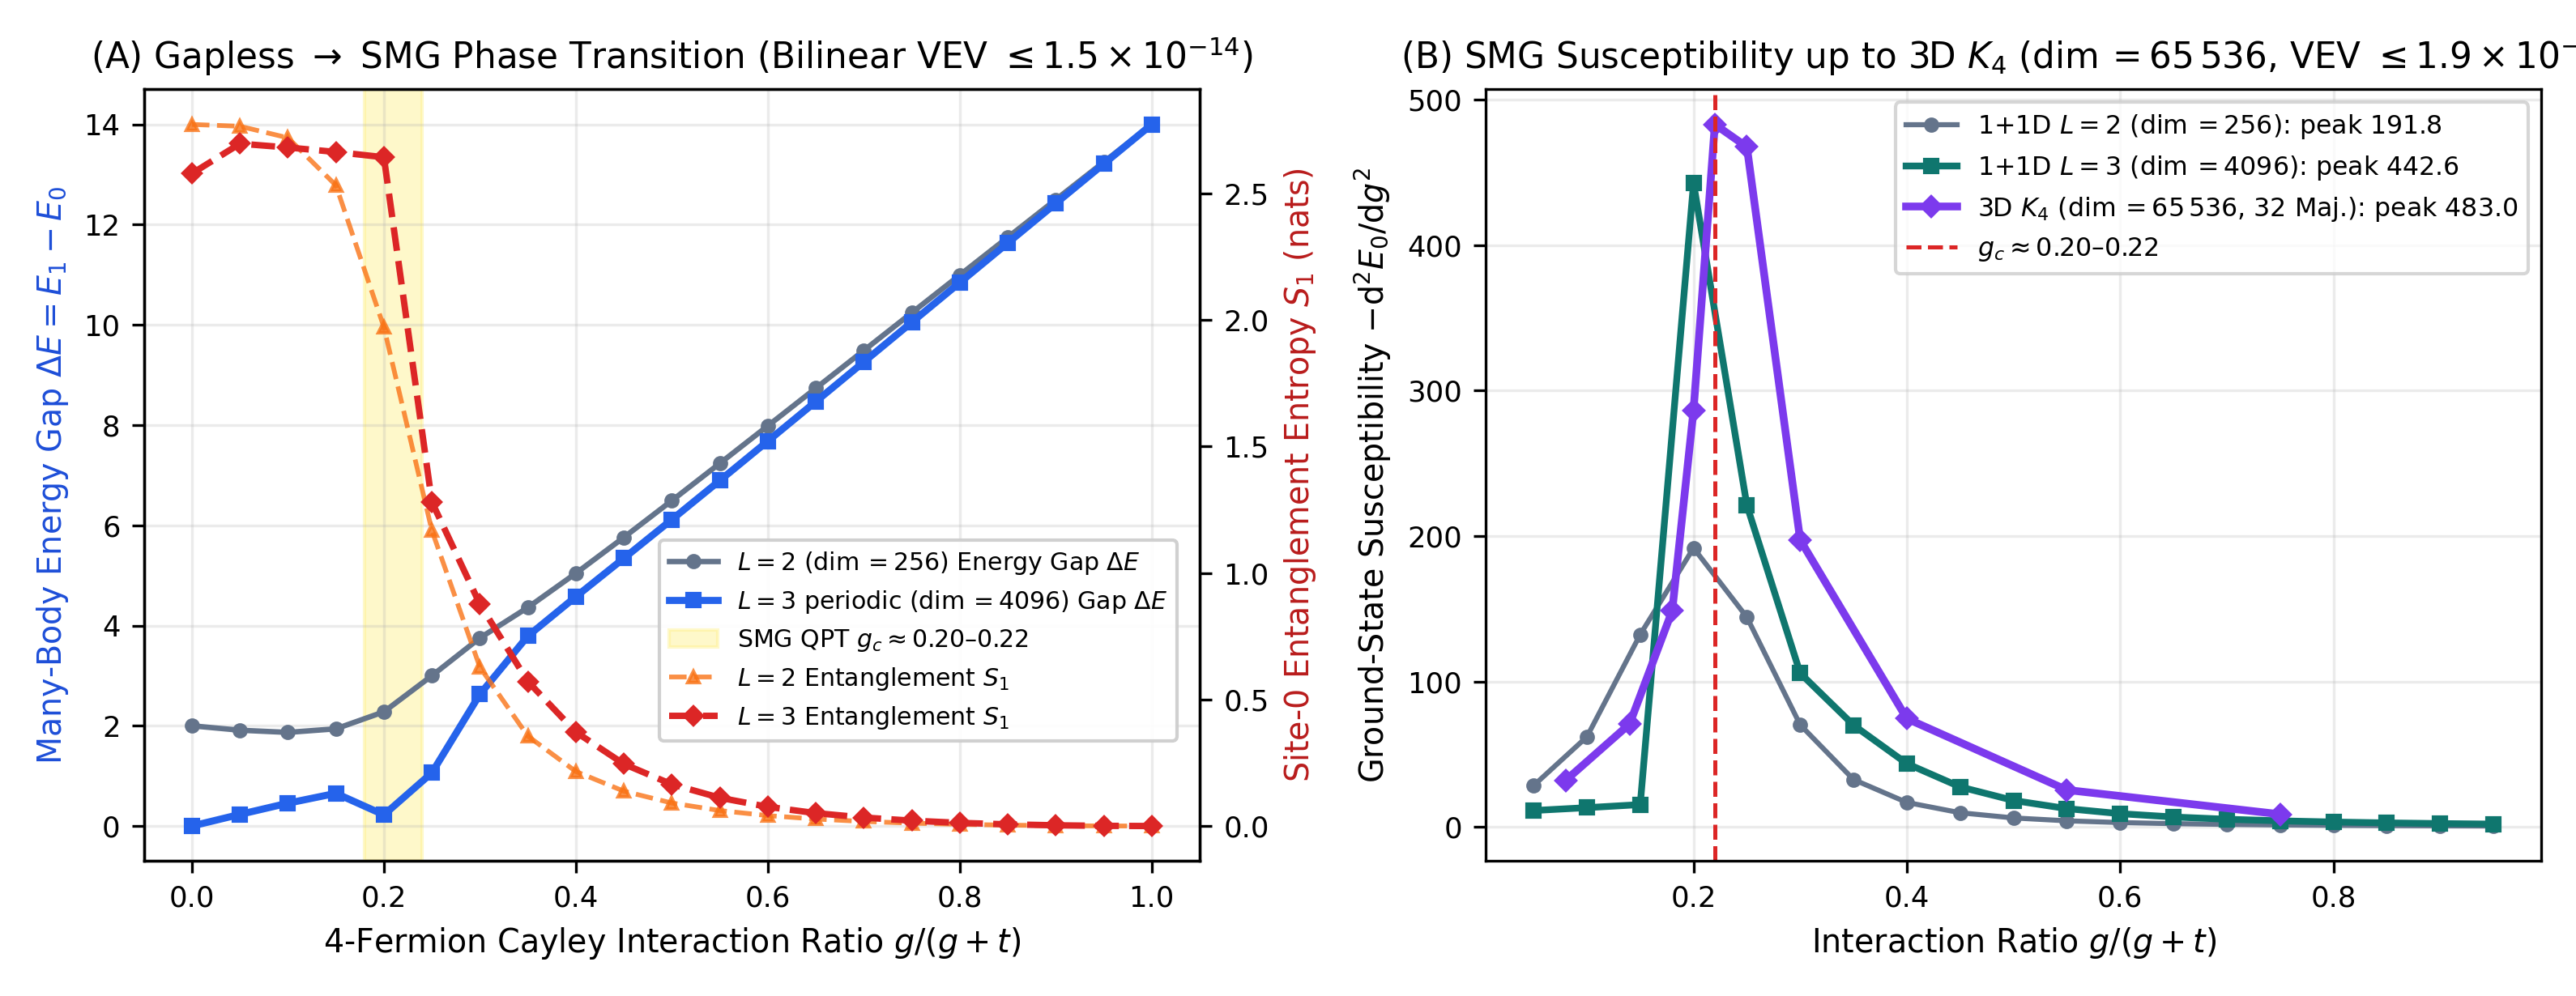 (A) Gapless → SMG Phase Transition (Bilinear VEV ≤ 1.5 × 10⁻¹⁴)
Many-Body Energy Gap ΔE = E₁ − E₀
14
12
10
8
6
4
2
0
0.0
0.2
0.4
0.6
0.8
1.0
4-Fermion Cayley Interaction Ratio g/(g + t)
L = 2 (dim = 256) Energy Gap ΔE
L = 3 periodic (dim = 4096) Gap ΔE
SMG QPT g_c ≈ 0.20–0.22
L = 2 Entanglement S₁
L = 3 Entanglement S₁
2.5
2.0
1.5
1.0
0.5
0.0
Site-0 Entanglement Entropy S₁ (nats)
(B) SMG Susceptibility up to 3D K₄ (dim = 65 536, VEV ≤ 1.9 × 10⁻
Ground-State Susceptibility −d²E₀/dg²
500
400
300
200
100
0
0.2
0.4
0.6
0.8
Interaction Ratio g/(g + t)
1+1D L = 2 (dim = 256): peak 191.8
1+1D L = 3 (dim = 4096): peak 442.6
3D K₄ (dim = 65 536, 32 Maj.): peak 483.0
g_c ≈ 0.20–0.22